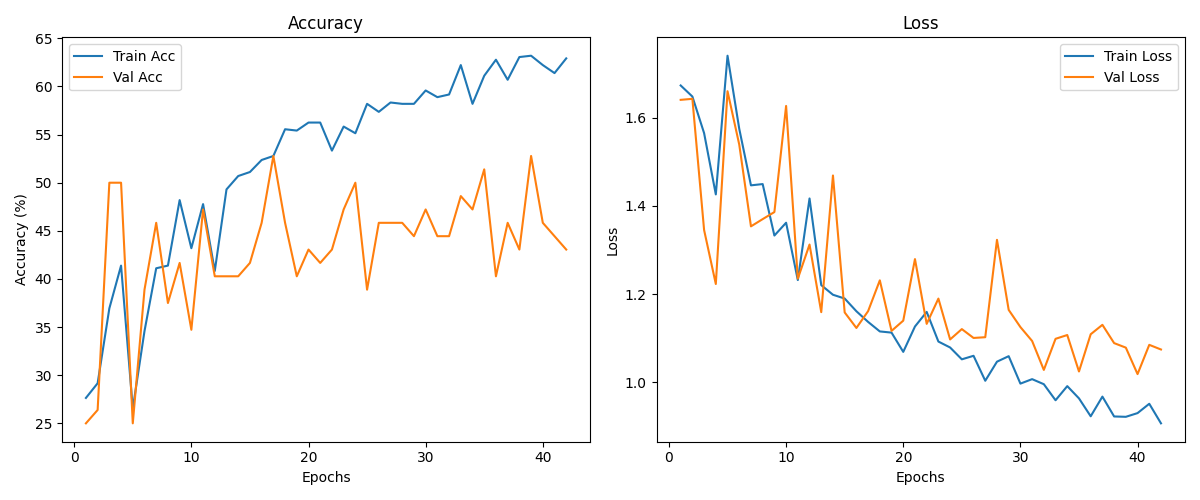 Accuracy
Train Acc
Val Acc
Accuracy (%)
65
60
55
50
45
40
35
30
25
0 10 20 30 40
Epochs
Loss
Train Loss
Val Loss
Loss
1.6
1.4
1.2
1.0
0 10 20 30 40
Epochs